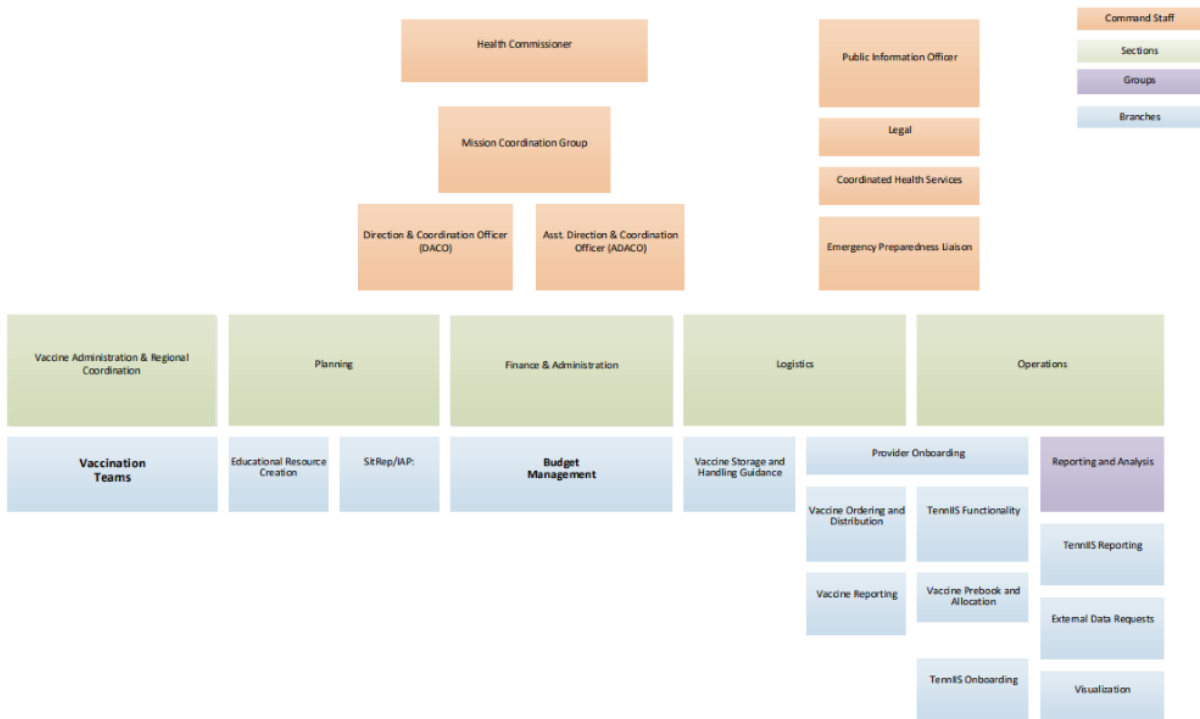 Health Commissioner
Public Information Officer
Command Staff
Sections
Groups
Branches
Mission Coordination Group
Legal
Coordinated Health Services
Direction & Coordination Officer
(DACO)
Asst. Direction & Coordination
Officer (ADACO)
Emergency Preparedness Liaison
Vaccine Administration & Regional
Coordination
Planning
Finance & Administration
Logistics
Operations
Vaccination
Teams
Educational Resource
Creation
SitRep/IAP:
Budget
Management
Vaccine Storage and
Handling Guidance
Provider Onboarding
Reporting and Analysis
Vaccine Ordering and
Distribution
TennIIS Functionality
TennIIS Reporting
Vaccine Reporting
Vaccine Prebook and
Allocation
External Data Requests
TennIIS Onboarding
Visualization